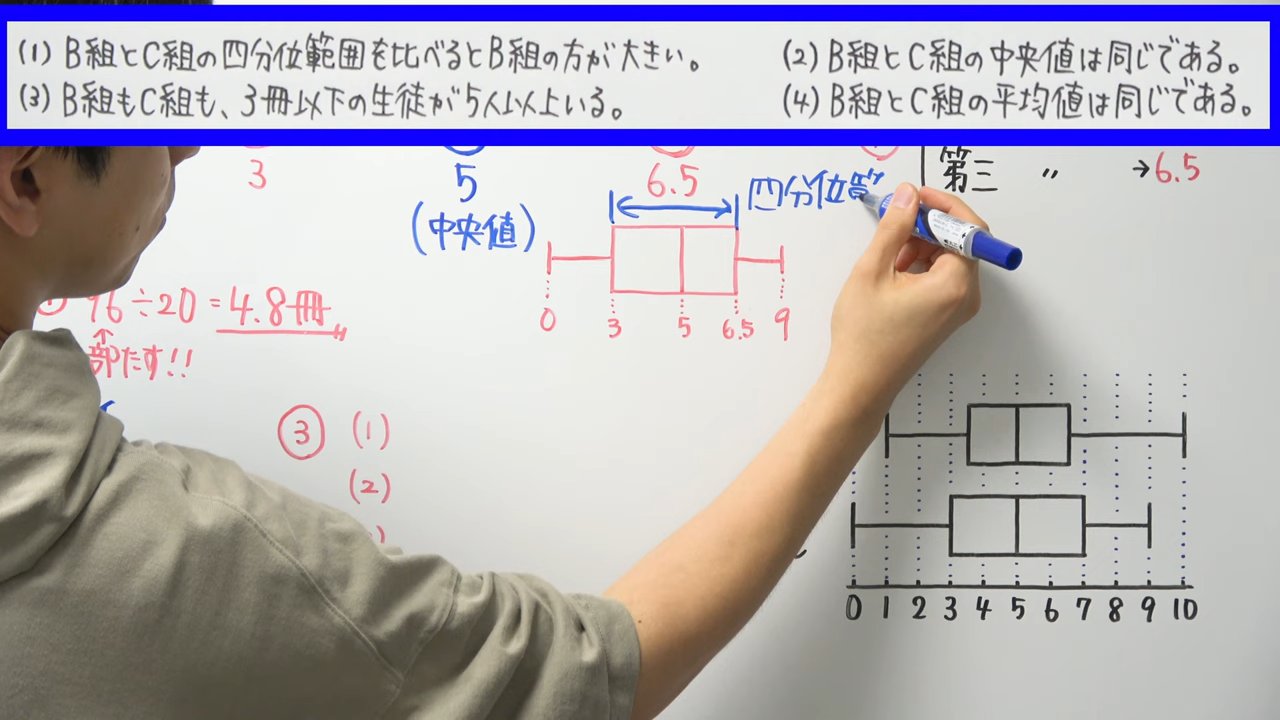 (1) B組とC組の四分位範囲を比べるとB組の方が大きい。
(2) B組とC組の中央値は同じである。
(3) B組もC組も、3冊以下の生徒が5人以上いる。
(4) B組とC組の平均値は同じである。
3
5
6.5
(中央値)
四分位
第三 〃 →6.5
0 3 5 6.5 9
96÷20=4.8冊
部たす!!
③ (1)
(2)
0 1 2 3 4 5 6 7 8 9 10